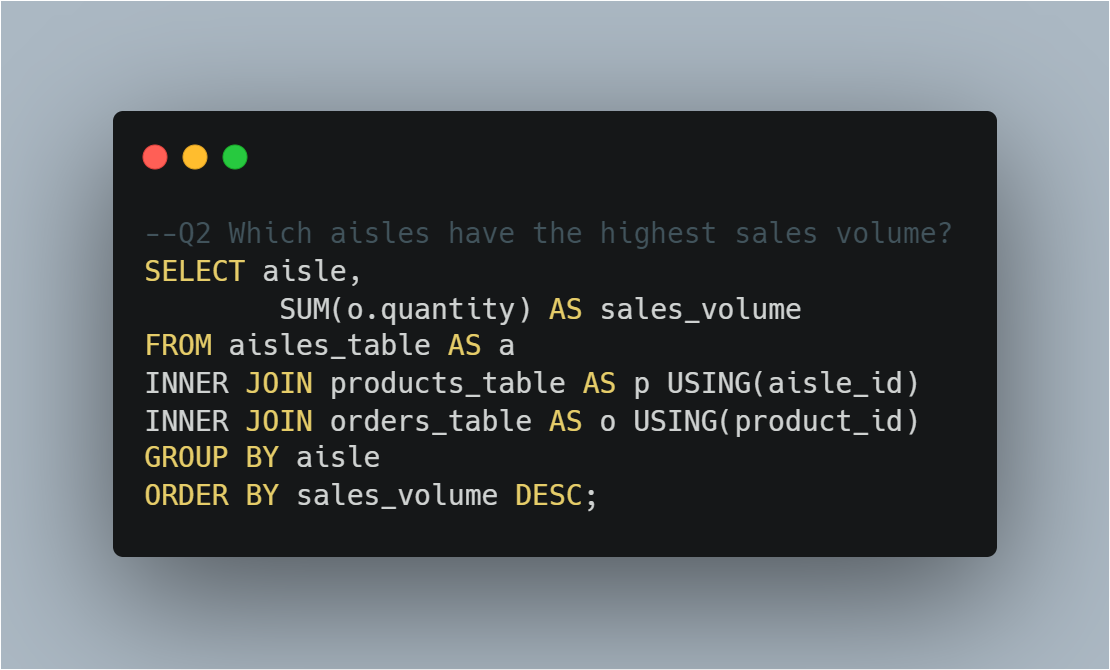 --Q2 Which aisles have the highest sales volume?
SELECT aisle,
        SUM(o.quantity) AS sales_volume
FROM aisles_table AS a
INNER JOIN products_table AS p USING(aisle_id)
INNER JOIN orders_table AS o USING(product_id)
GROUP BY aisle
ORDER BY sales_volume DESC;